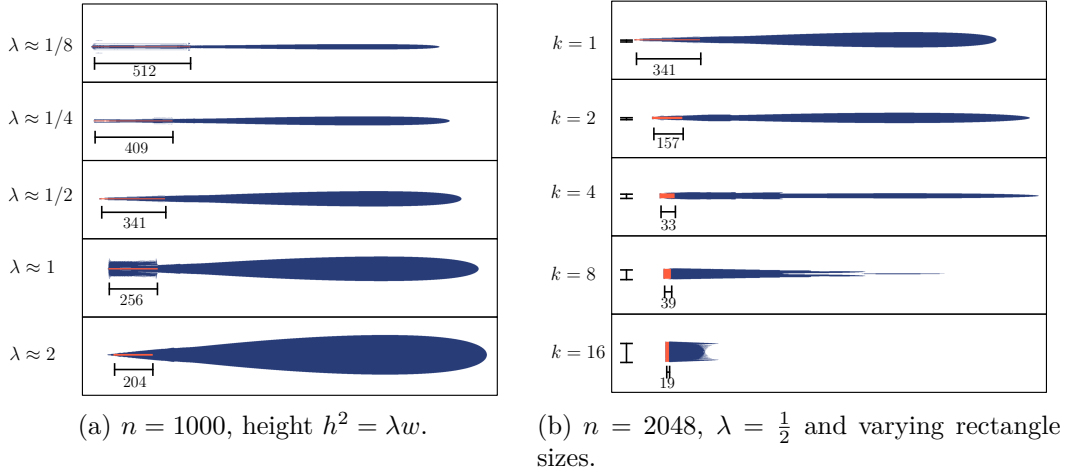 λ ≈ 1/8
512
λ ≈ 1/4
409
λ ≈ 1/2
341
λ ≈ 1
256
λ ≈ 2
204
(a) n = 1000, height h² = λw.
k = 1
341
k = 2
157
k = 4
33
k = 8
39
k = 16
19
(b) n = 2048, λ = 1/2 and varying rectangle
sizes.